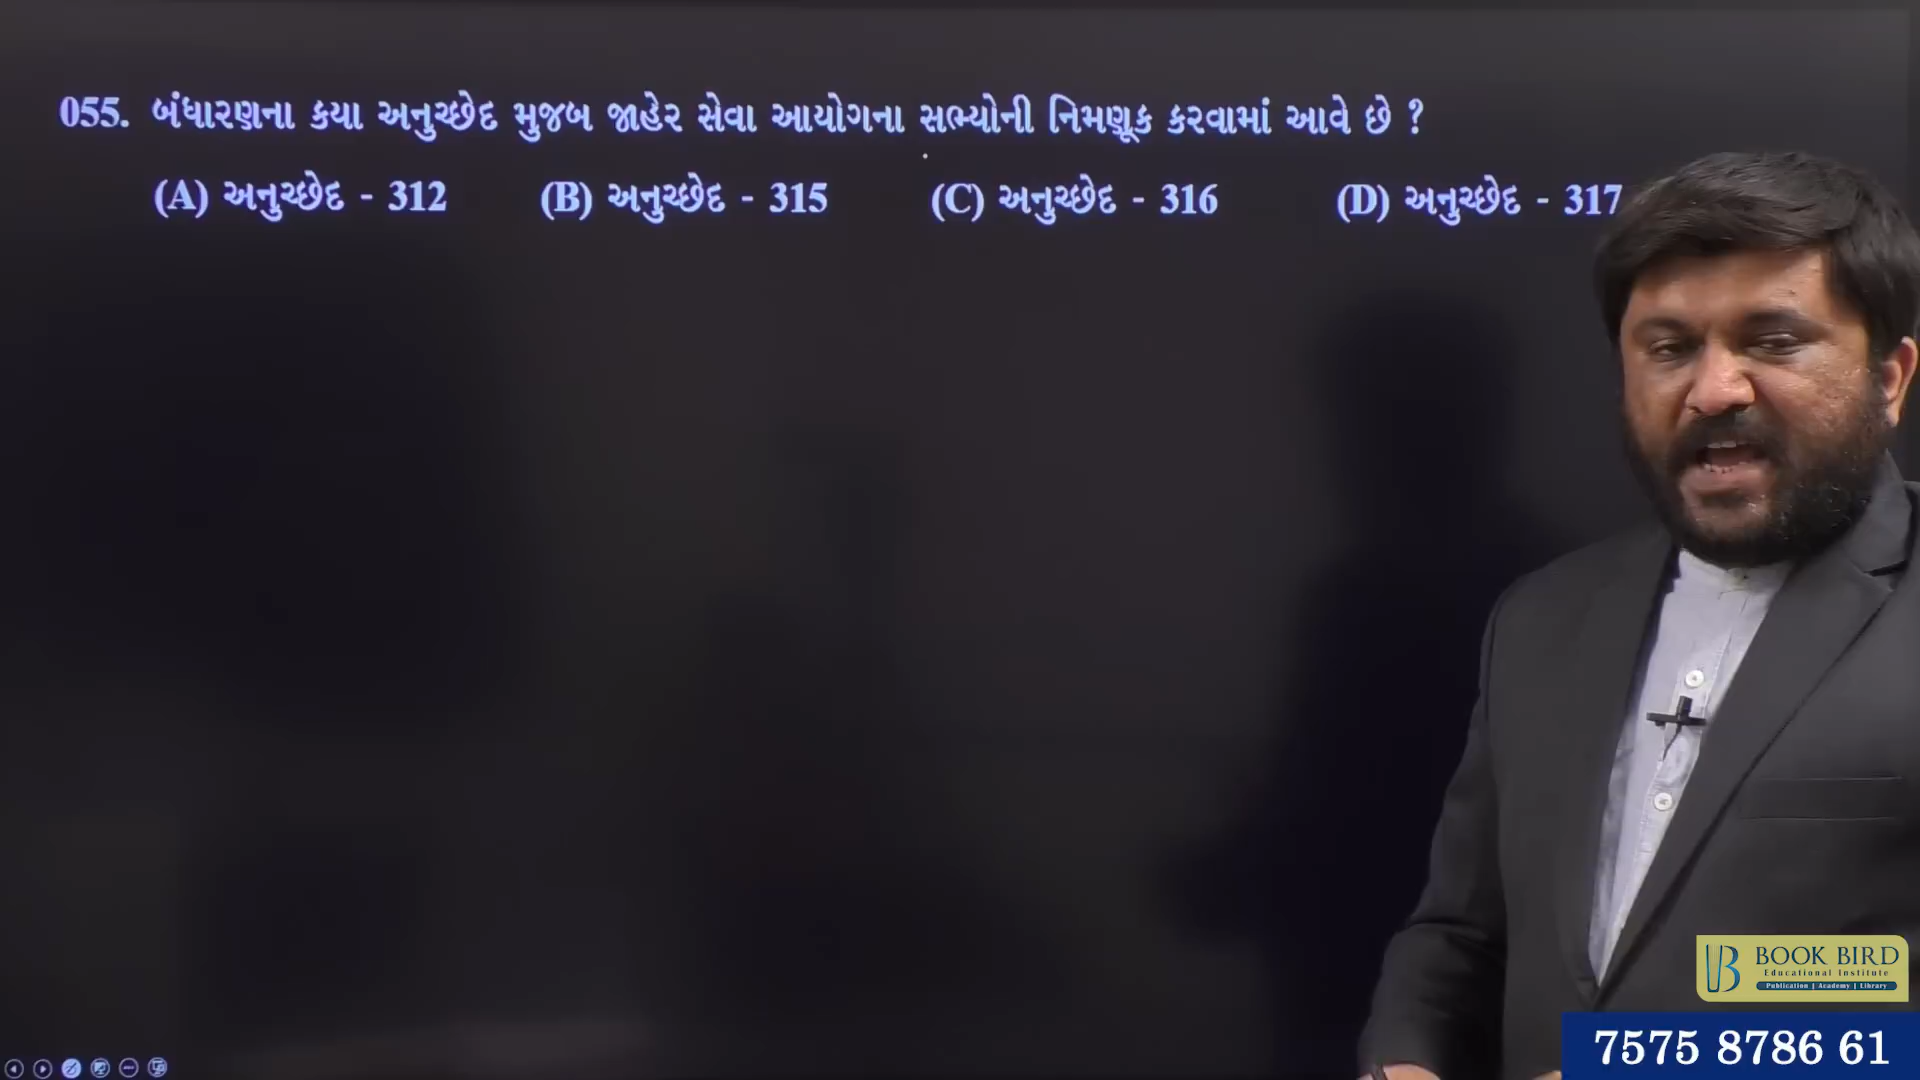 055. બંધારણના કયા અનુચ્છેદ મુજબ જાહેર સેવા આયોગના સભ્યોની નિમણૂક કરવામાં આવે છે ?
(A) અનુચ્છેદ - 312 (B) અનુચ્છેદ - 315 (C) અનુચ્છેદ - 316 (D) અનુચ્છેદ - 317
BOOK BIRD
Educational Institute
Publication | Academy | Library
7575 8786 61